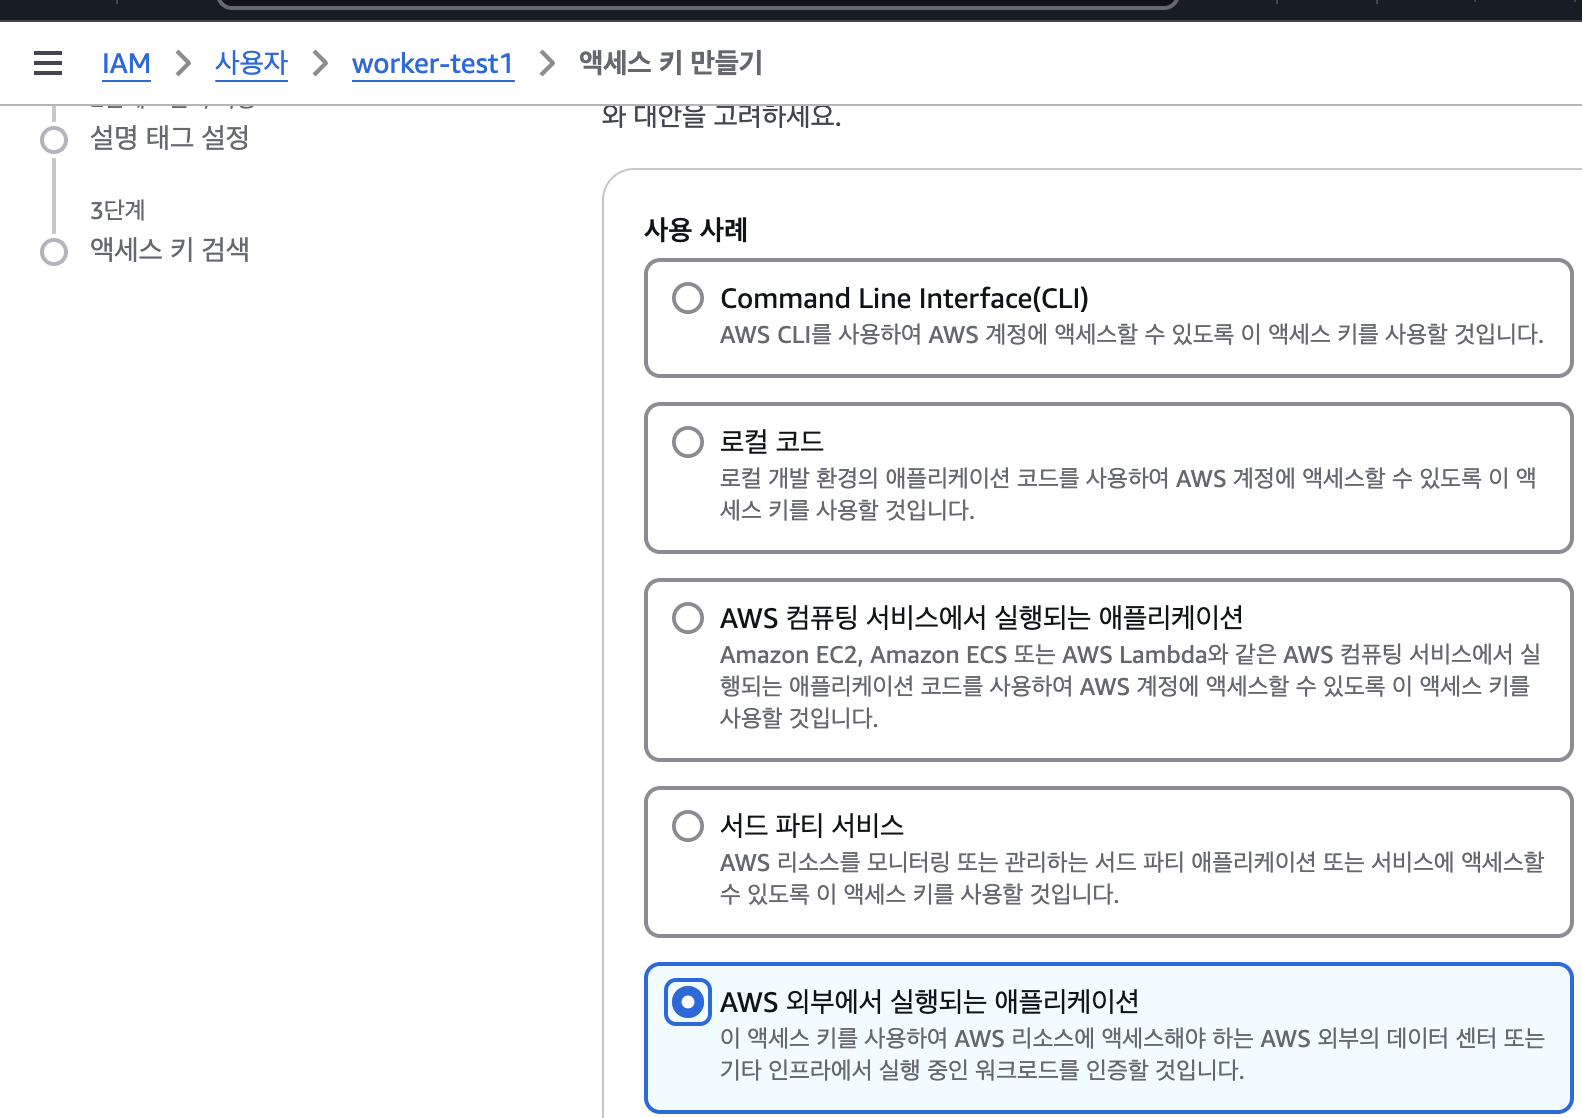 IAM > 사용자 > worker-test1 > 액세스 키 만들기
설명 태그 설정
3단계
액세스 키 검색
와 대안을 고려하세요.
사용 사례
Command Line Interface(CLI)
AWS CLI를 사용하여 AWS 계정에 액세스할 수 있도록 이 액세스 키를 사용할 것입니다.
로컬 코드
로컬 개발 환경의 애플리케이션 코드를 사용하여 AWS 계정에 액세스할 수 있도록 이 액
세스 키를 사용할 것입니다.
AWS 컴퓨팅 서비스에서 실행되는 애플리케이션
Amazon EC2, Amazon ECS 또는 AWS Lambda와 같은 AWS 컴퓨팅 서비스에서 실
행되는 애플리케이션 코드를 사용하여 AWS 계정에 액세스할 수 있도록 이 액세스 키를
사용할 것입니다.
서드 파티 서비스
AWS 리소스를 모니터링 또는 관리하는 서드 파티 애플리케이션 또는 서비스에 액세스할
수 있도록 이 액세스 키를 사용할 것입니다.
AWS 외부에서 실행되는 애플리케이션
이 액세스 키를 사용하여 AWS 리소스에 액세스해야 하는 AWS 외부의 데이터 센터 또는
기타 인프라에서 실행 중인 워크로드를 인증할 것입니다.